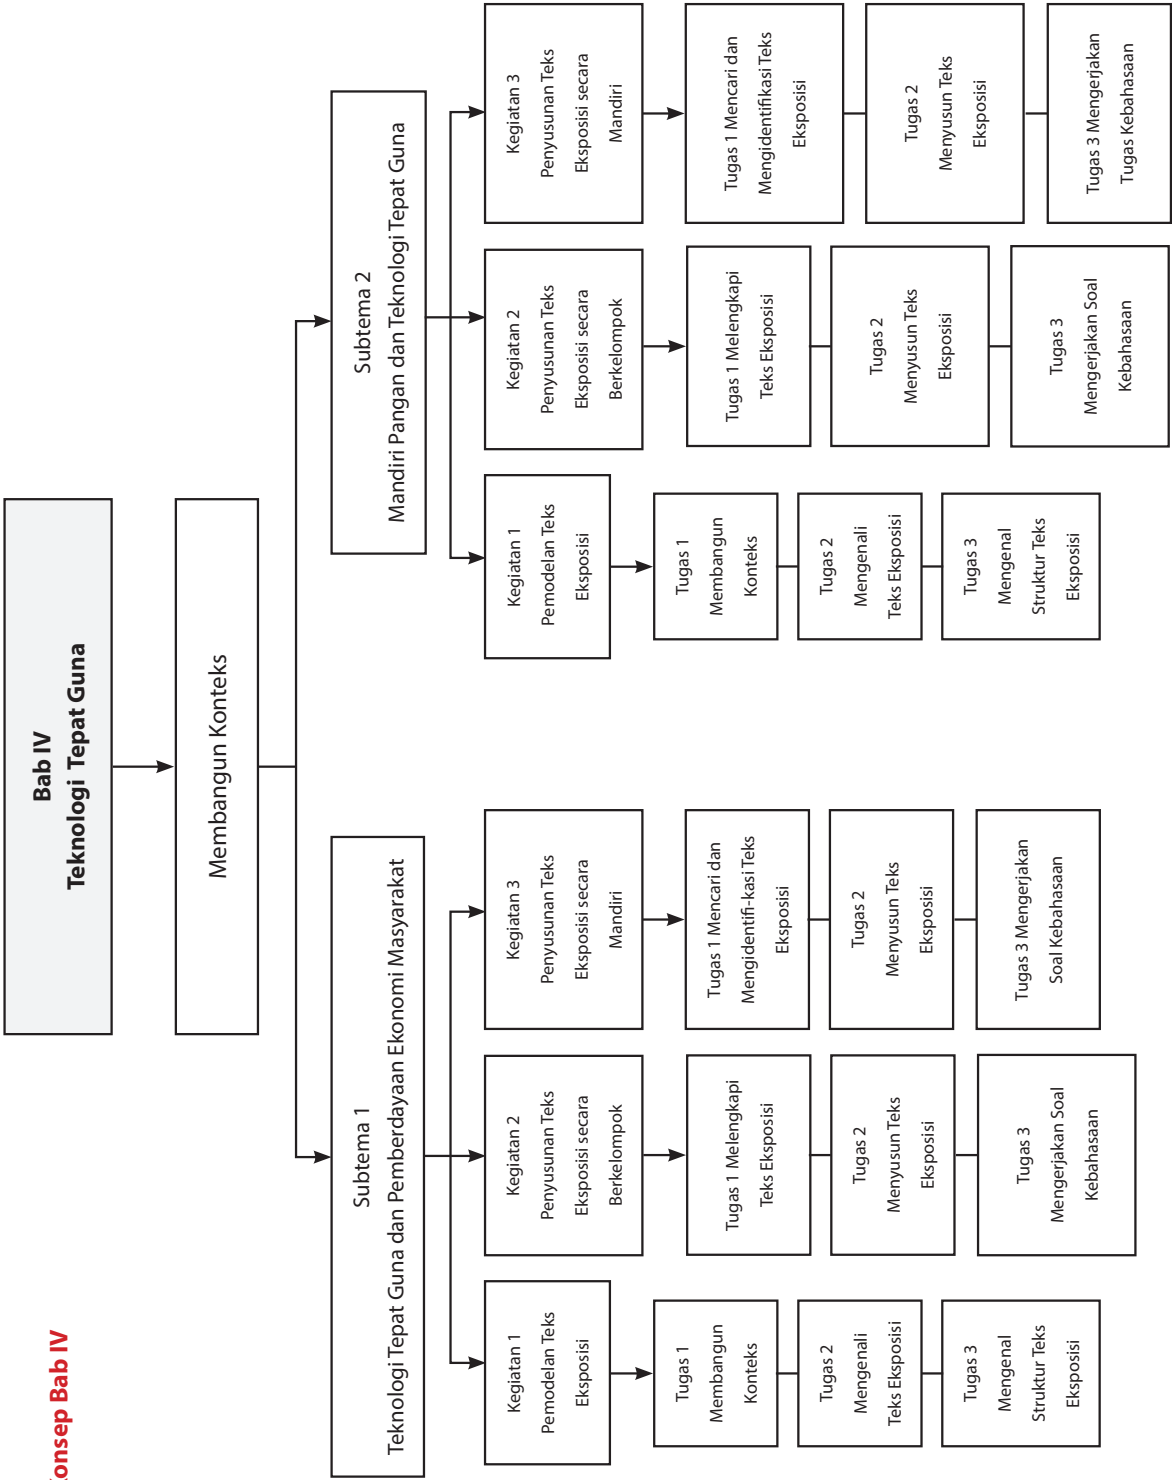 onsep Bab IV
Bab IV
Teknologi Tepat Guna
Membangun Konteks
Subtema 1
Teknologi Tepat Guna dan Pemberdayaan Ekonomi Masyarakat
Kegiatan 1
Pemodelan Teks
Eksposisi
Tugas 1
Membangun
Konteks
Tugas 2
Mengenali
Teks Eksposisi
Tugas 3
Mengenal
Struktur Teks
Eksposisi
Kegiatan 2
Penyusunan Teks
Eksposisi secara
Berkelompok
Tugas 1 Melengkapi
Teks Eksposisi
Tugas 2
Menyusun Teks
Eksposisi
Tugas 3
Mengerjakan Soal
Kebahasaan
Kegiatan 3
Penyusunan Teks
Eksposisi secara
Mandiri
Tugas 1 Mencari dan
Mengidentifi-kasi Teks
Eksposisi
Tugas 2
Menyusun Teks
Eksposisi
Tugas 3 Mengerjakan
Soal Kebahasaan
Subtema 2
Mandiri Pangan dan Teknologi Tepat Guna
Kegiatan 1
Pemodelan Teks
Eksposisi
Tugas 1
Membangun
Konteks
Tugas 2
Mengenali
Teks Eksposisi
Tugas 3
Mengenal
Struktur Teks
Eksposisi
Kegiatan 2
Penyusunan Teks
Eksposisi secara
Berkelompok
Tugas 1 Melengkapi
Teks Eksposisi
Tugas 2
Menyusun Teks
Eksposisi
Tugas 3
Mengerjakan Soal
Kebahasaan
Kegiatan 3
Penyusunan Teks
Eksposisi secara
Mandiri
Tugas 1 Mencari dan
Mengidentifikasi Teks
Eksposisi
Tugas 2
Menyusun Teks
Eksposisi
Tugas 3 Mengerjakan
Tugas Kebahasaan